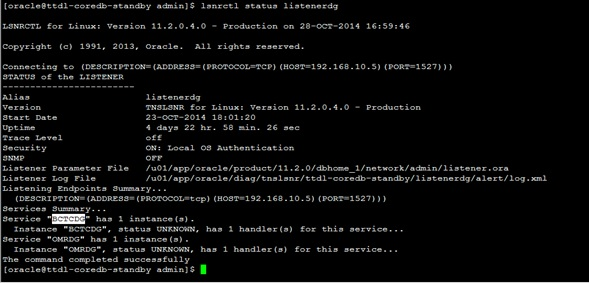 [oracle@ttdl-coredb-standby admin]$ lsnrctl status listenerdg
LSNRCTL for Linux: Version 11.2.0.4.0 - Production on 28-OCT-2014 16:59:46
Copyright (c) 1991, 2013, Oracle.  All rights reserved.
Connecting to (DESCRIPTION=(ADDRESS=(PROTOCOL=TCP)(HOST=192.168.10.5)(PORT=1527)))
STATUS of the LISTENER
------------------------
Alias                     listenerdg
Version                   TNSLSNR for Linux: Version 11.2.0.4.0 - Production
Start Date                23-OCT-2014 18:01:20
Uptime                    4 days 22 hr. 58 min. 26 sec
Trace Level               off
Security                  ON: Local OS Authentication
SNMP                      OFF
Listener Parameter File   /u01/app/oracle/product/11.2.0/dbhome_1/network/admin/listener.ora
Listener Log File         /u01/app/oracle/diag/tnslsnr/ttdl-coredb-standby/listenerdg/alert/log.xml
Listening Endpoints Summary...
  (DESCRIPTION=(ADDRESS=(PROTOCOL=tcp)(HOST=192.168.10.5)(PORT=1527)))
Services Summary...
Service "BCTCDG" has 1 instance(s).
  Instance "BCTCDG", status UNKNOWN, has 1 handler(s) for this service...
Service "OMRDG" has 1 instance(s).
  Instance "OMRDG", status UNKNOWN, has 1 handler(s) for this service...
The command completed successfully
[oracle@ttdl-coredb-standby admin]$